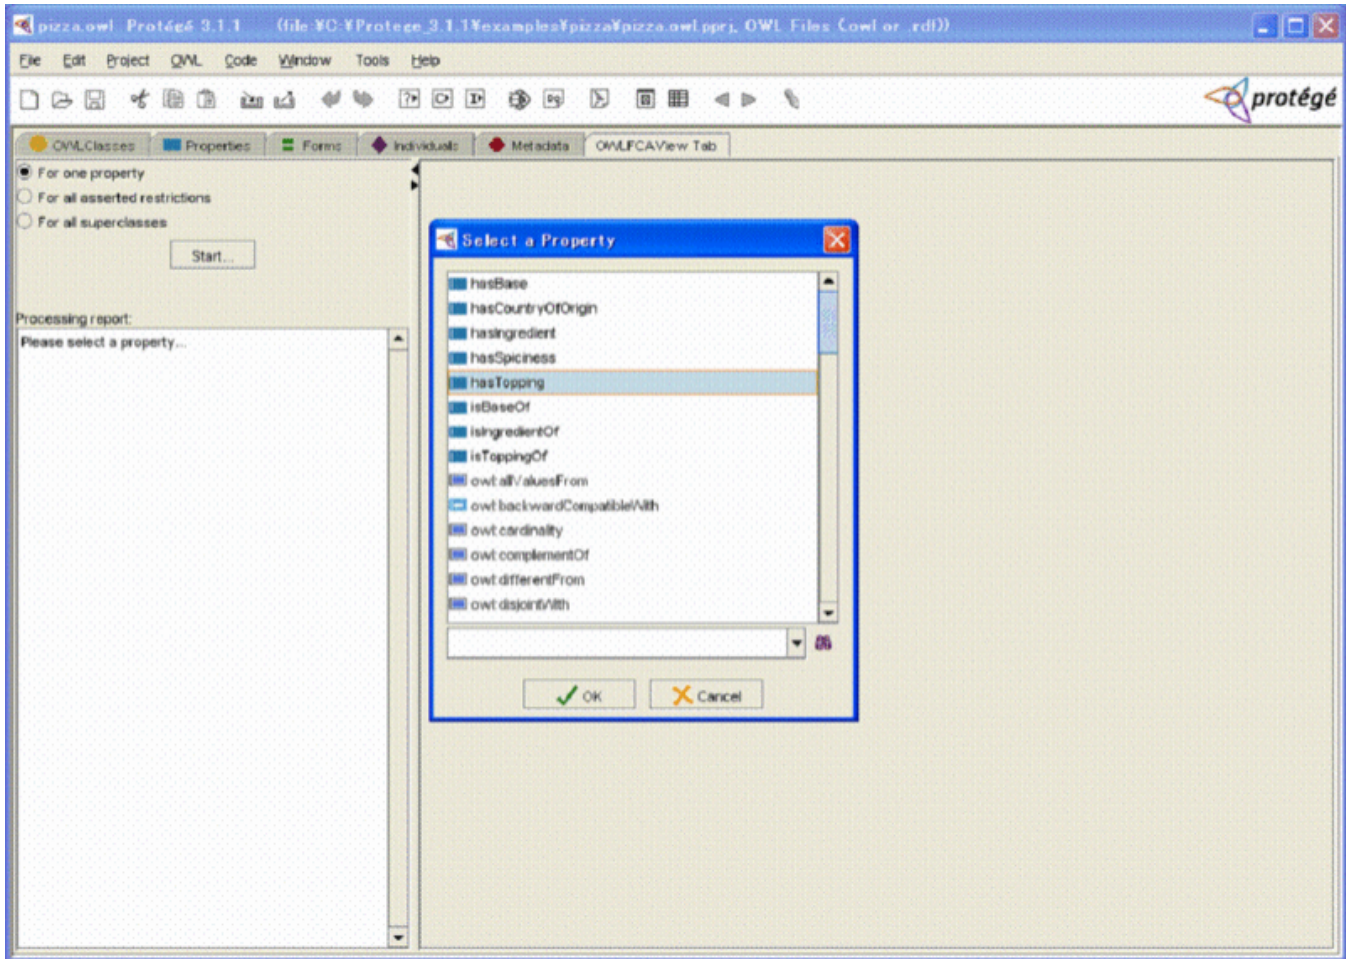 pizza.owl Protégé 3.1.1 (file:¥C:¥Protege_3.1.1¥examples¥pizza¥pizza.owl.pprj, OWL Files (.owl or .rdf))
File Edit Project OWL Code Window Tools Help
protégé
OWLClasses Properties Forms Individuals Metadata OWLFCAView Tab
For one property
For all asserted restrictions
For all superclasses
Start...
Processing report:
Please select a property...
Select a Property
hasBase
hasCountryOfOrigin
hasIngredient
hasSpiciness
hasTopping
isBaseOf
isIngredientOf
isToppingOf
owl:allValuesFrom
owl:backwardCompatibleWith
owl:cardinality
owl:complementOf
owl:differentFrom
owl:disjointWith
OK Cancel